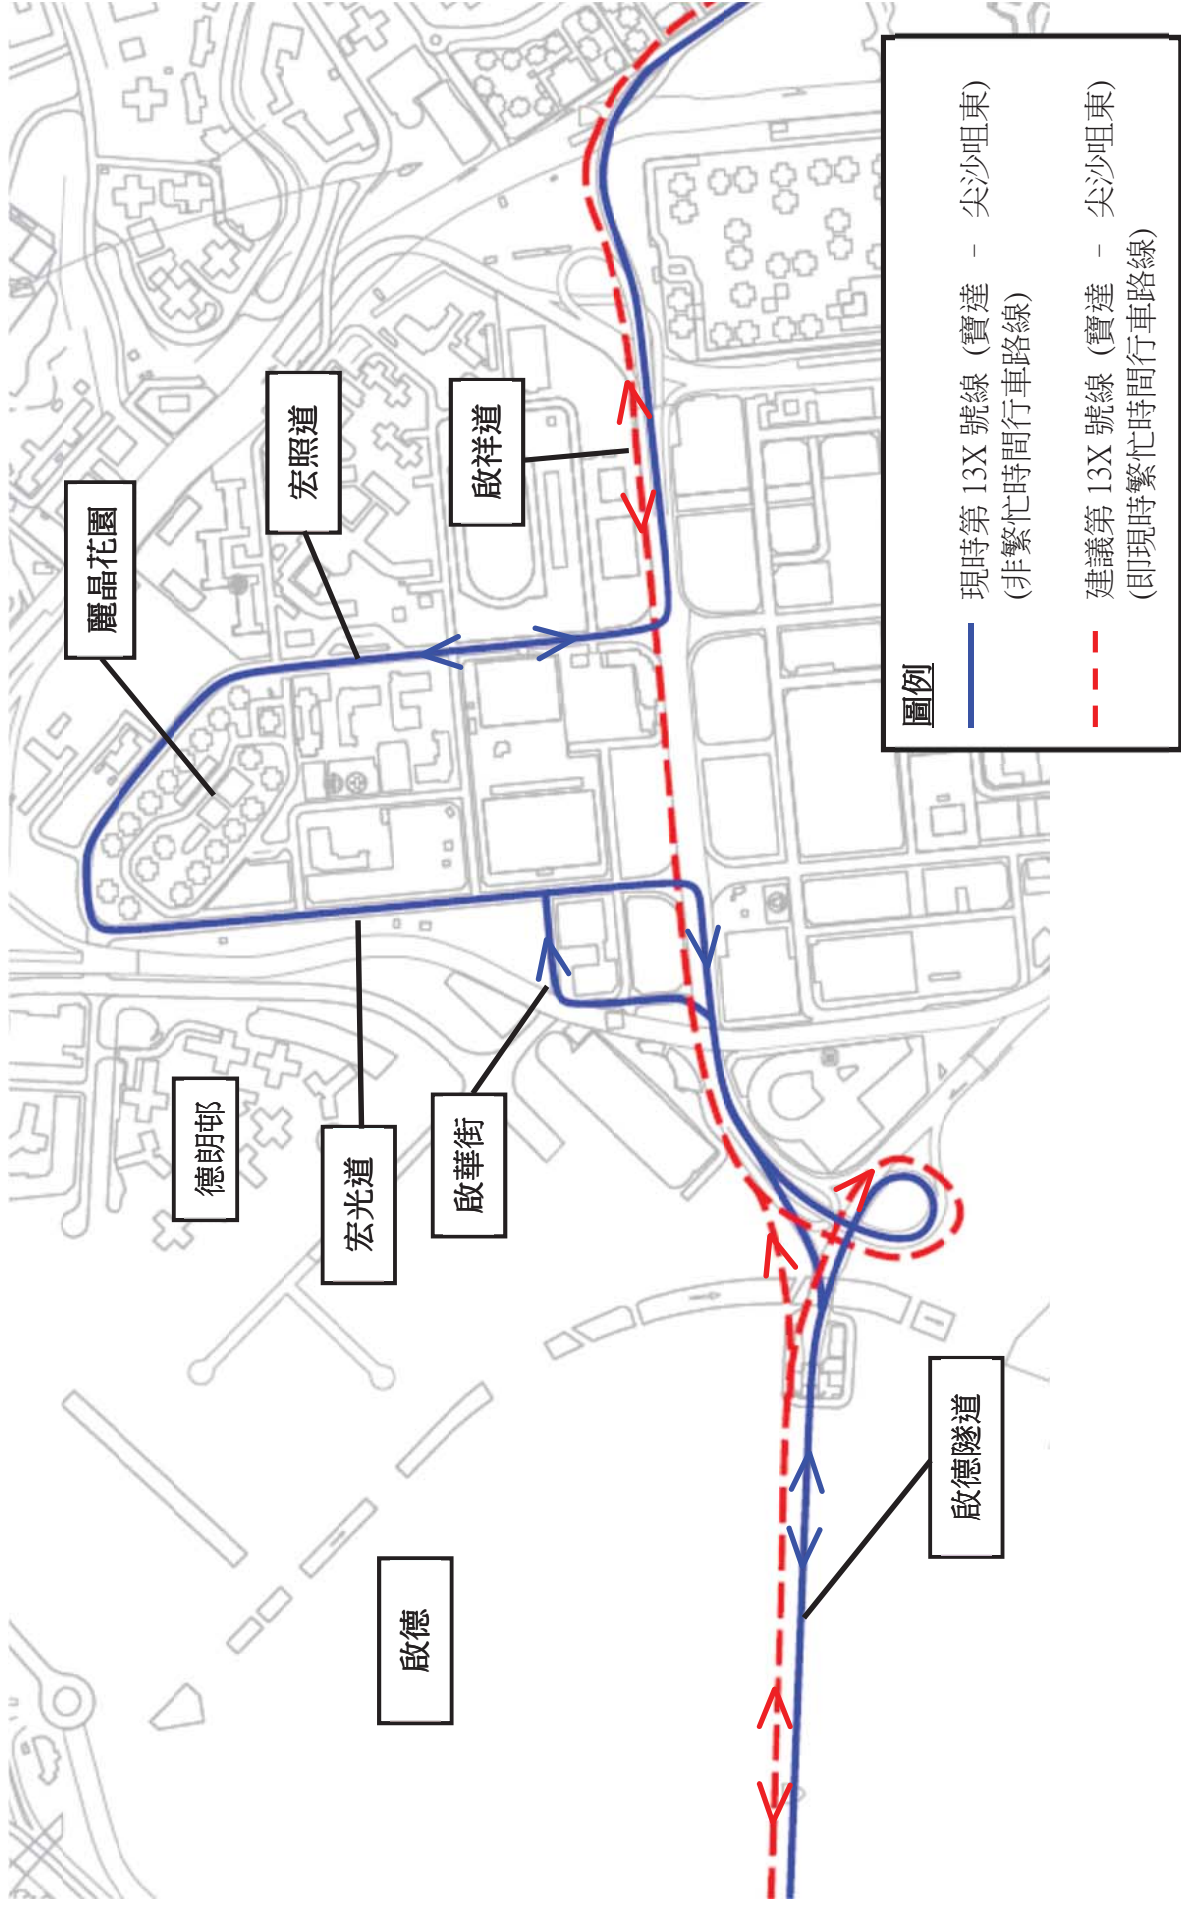 麗晶花園
宏照道
啟祥道
德朗邨
宏光道
啟華街
啟德
啟德隧道
圖例
現時第 13X 號線 (寶達 - 尖沙咀東)
(非繁忙時間行車路線)
建議第 13X 號線 (寶達 - 尖沙咀東)
(即現時繁忙時間行車路線)